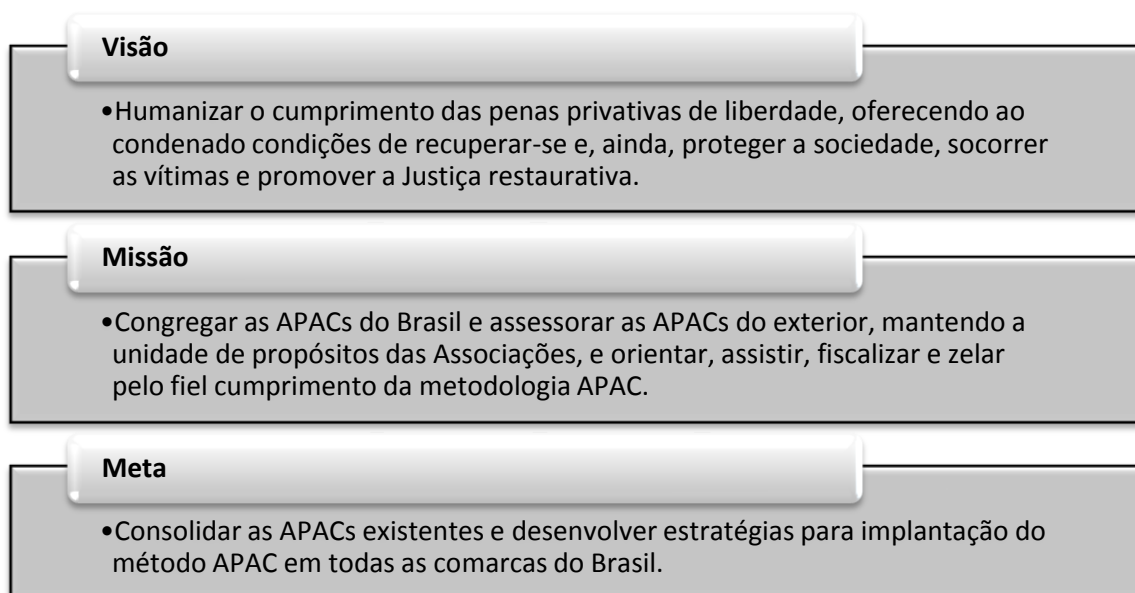 Visão
•Humanizar o cumprimento das penas privativas de liberdade, oferecendo ao
condenado condições de recuperar-se e, ainda, proteger a sociedade, socorrer
as vítimas e promover a Justiça restaurativa.
Missão
•Congregar as APACs do Brasil e assessorar as APACs do exterior, mantendo a
unidade de propósitos das Associações, e orientar, assistir, fiscalizar e zelar
pelo fiel cumprimento da metodologia APAC.
Meta
•Consolidar as APACs existentes e desenvolver estratégias para implantação do
método APAC em todas as comarcas do Brasil.